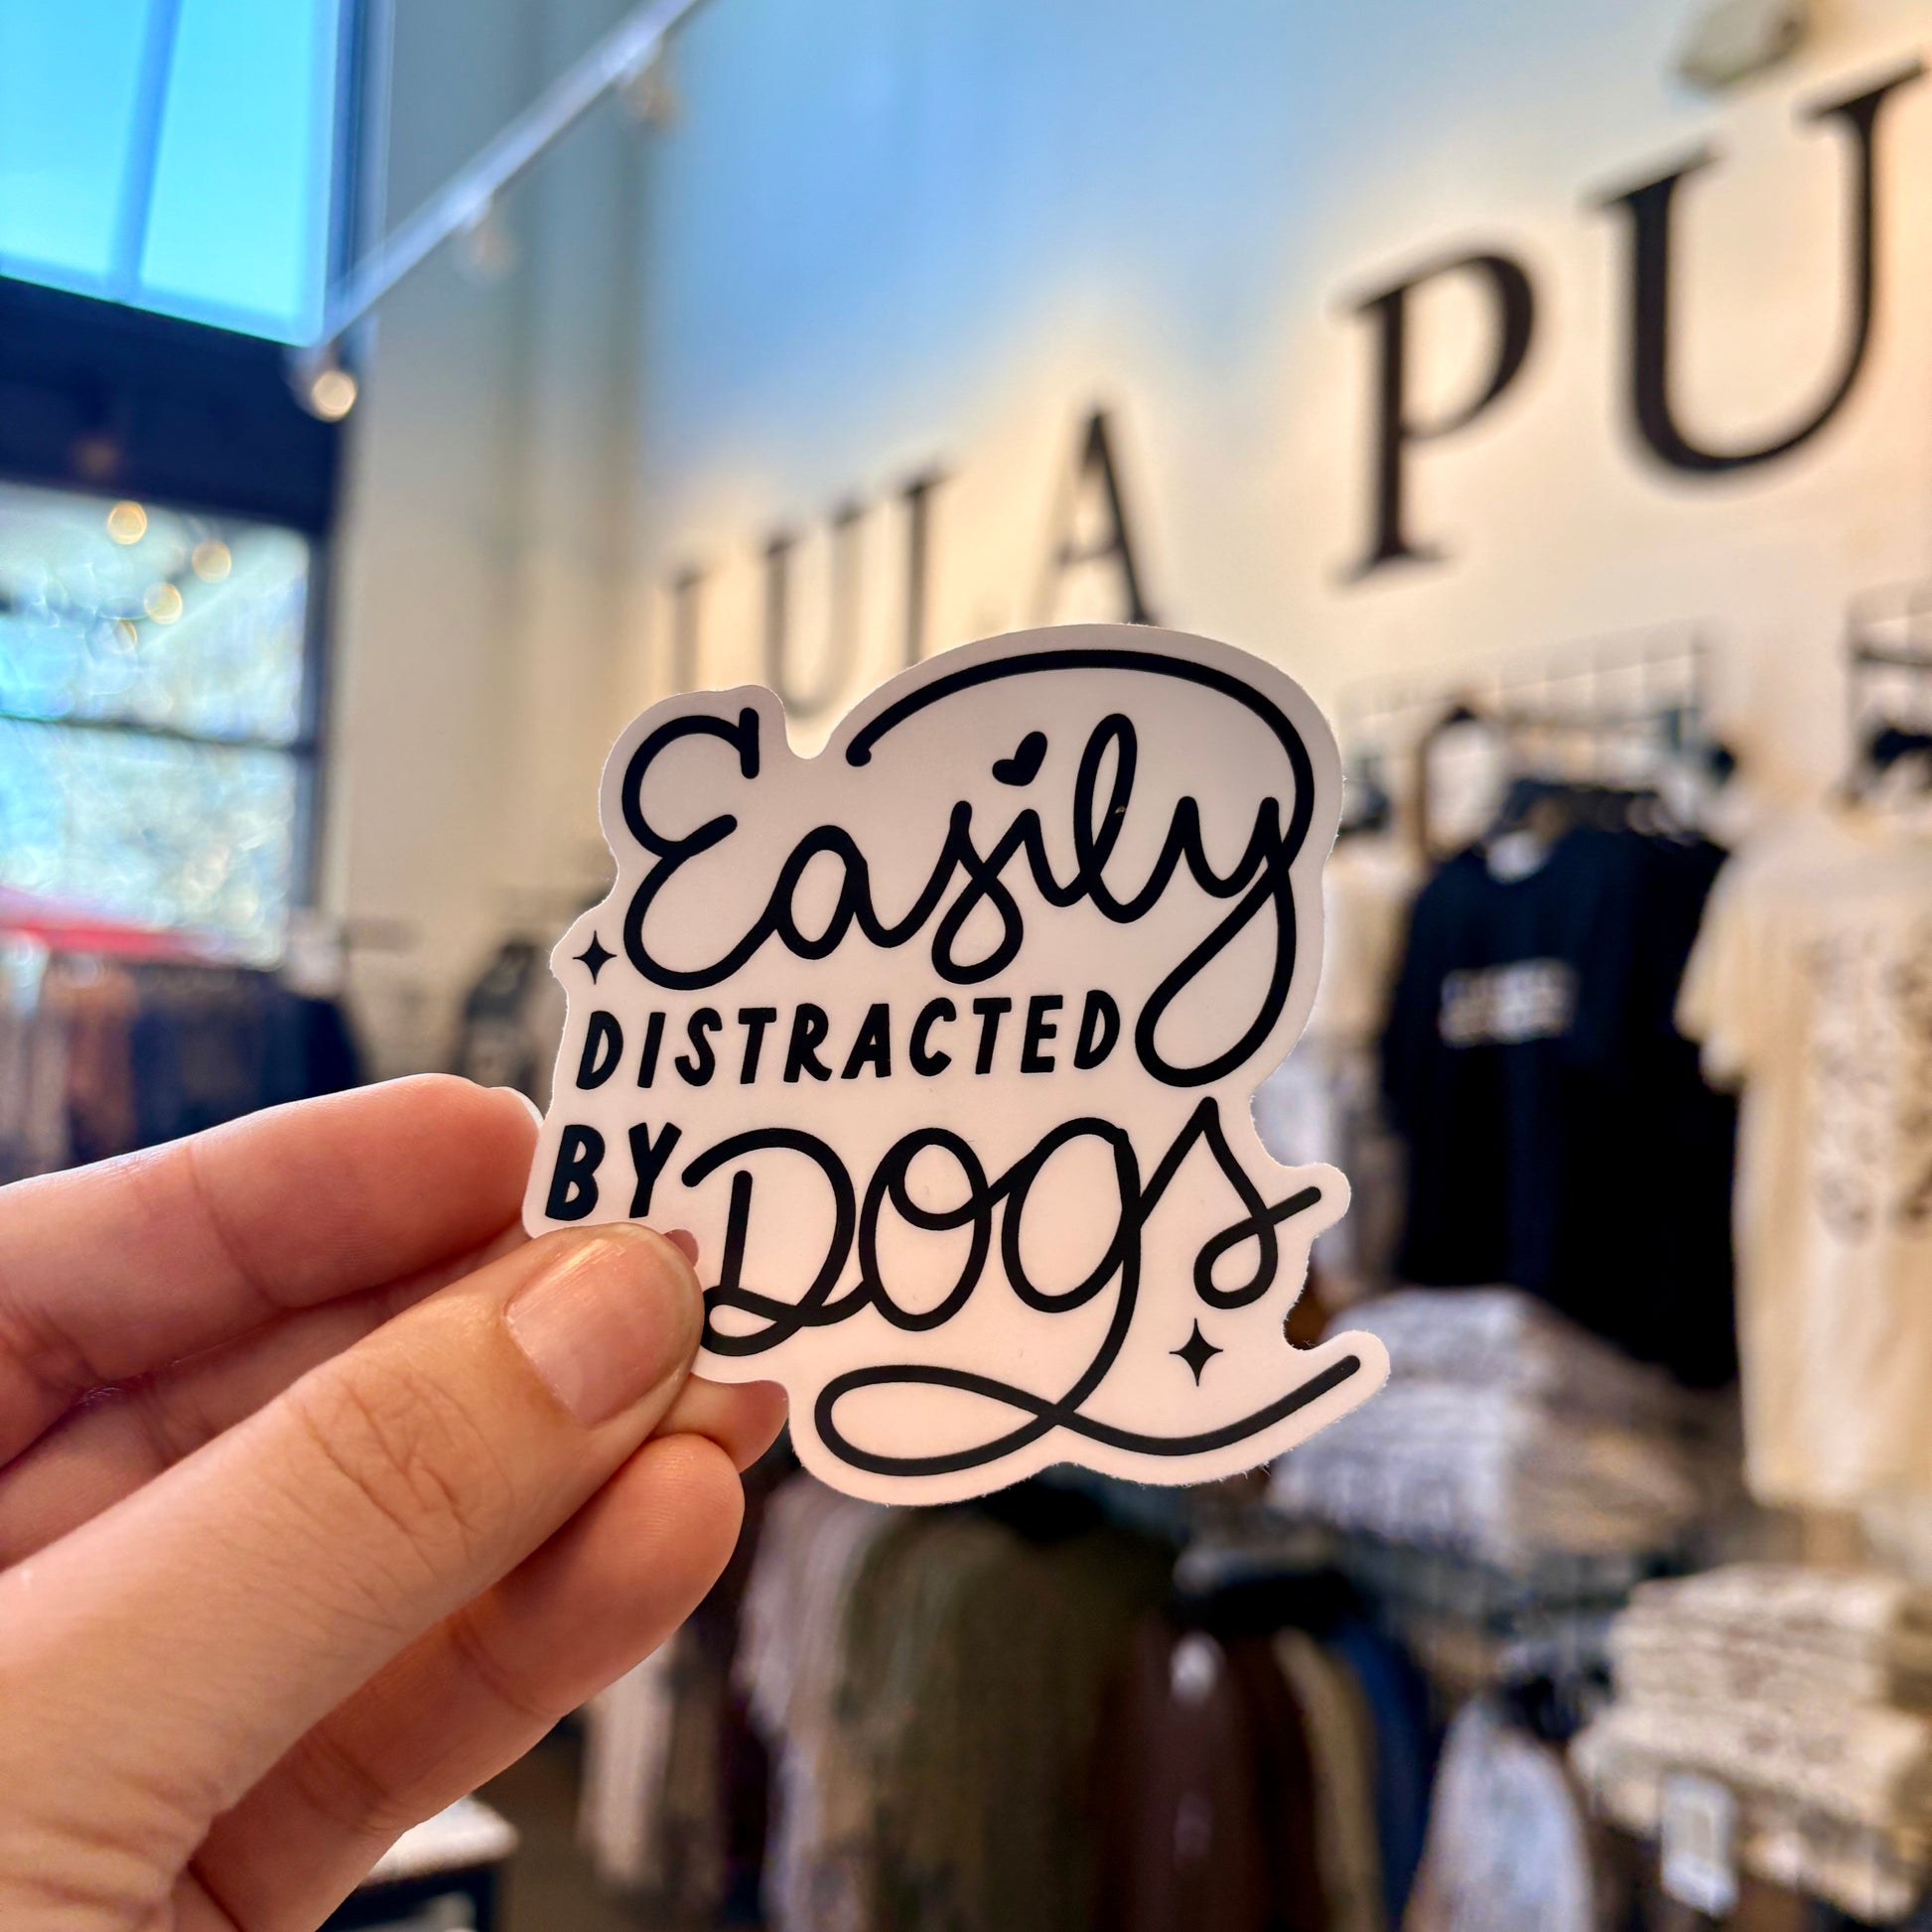 LULA PU
Easily
DISTRACTED
BY DOgs